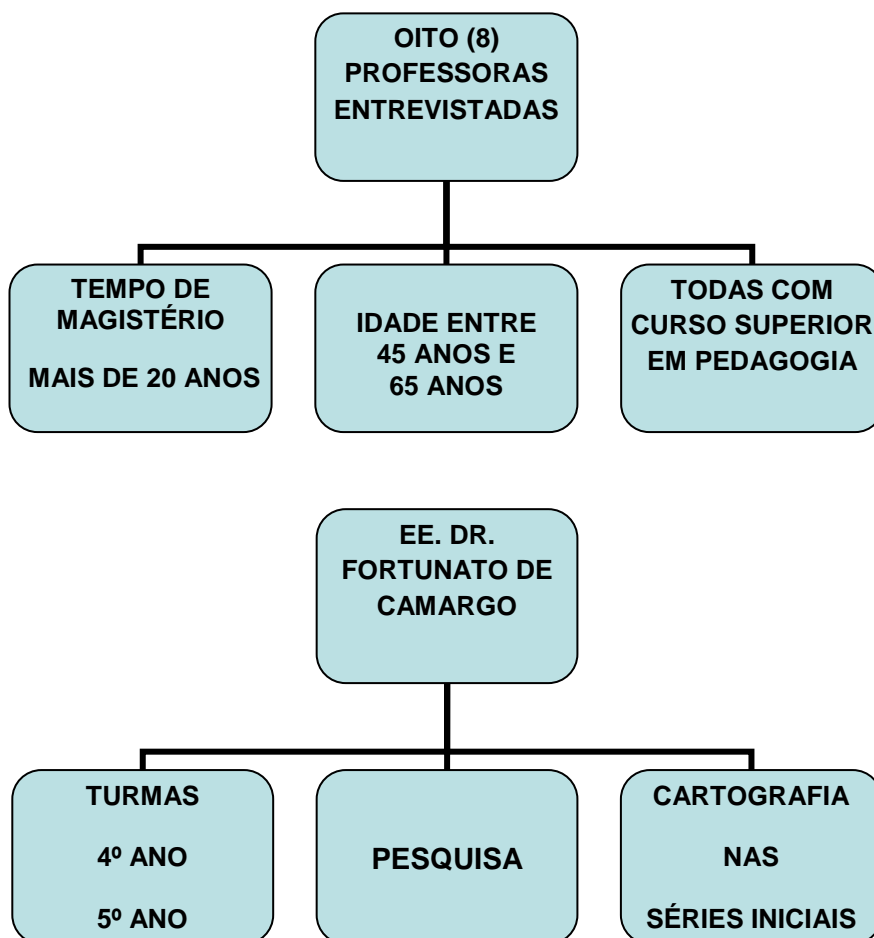 OITO (8)
PROFESSORAS
ENTREVISTADAS
TEMPO DE
MAGISTÉRIO
MAIS DE 20 ANOS
IDADE ENTRE
45 ANOS E
65 ANOS
TODAS COM
CURSO SUPERIOR
EM PEDAGOGIA
EE. DR.
FORTUNATO DE
CAMARGO
TURMAS
4º ANO
5º ANO
PESQUISA
CARTOGRAFIA
NAS
SÉRIES INICIAIS